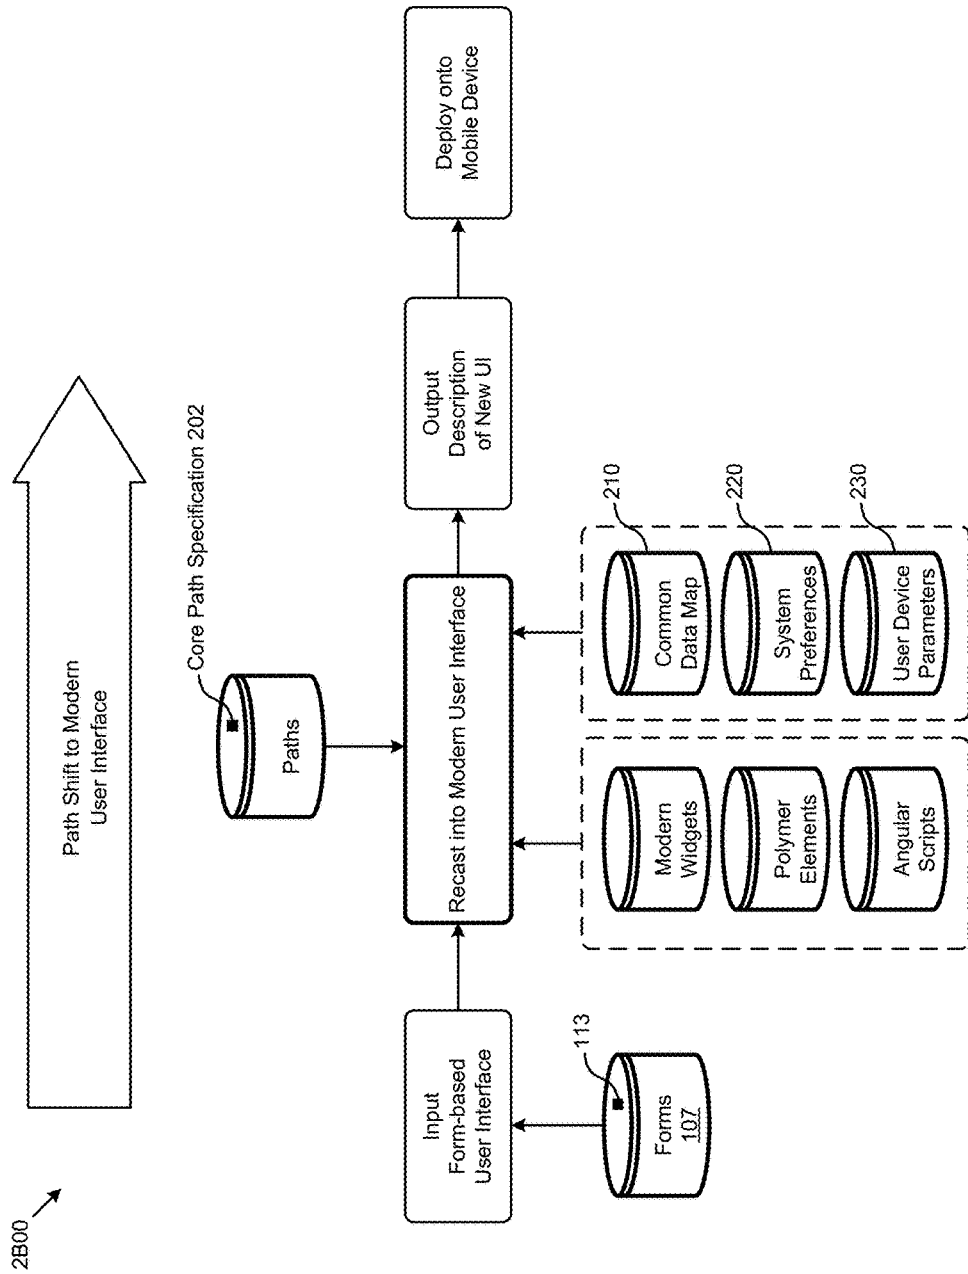 2B00
Path Shift to Modern
User Interface
Core Path Specification 202
Paths
Input
Form-based
User Interface
Recast into Modern User Interface
Output
Description
of New UI
Deploy onto
Mobile Device
113
Forms
107
Modern
Widgets
Polymer
Elements
Angular
Scripts
210
Common
Data Map
220
System
Preferences
230
User Device
Parameters